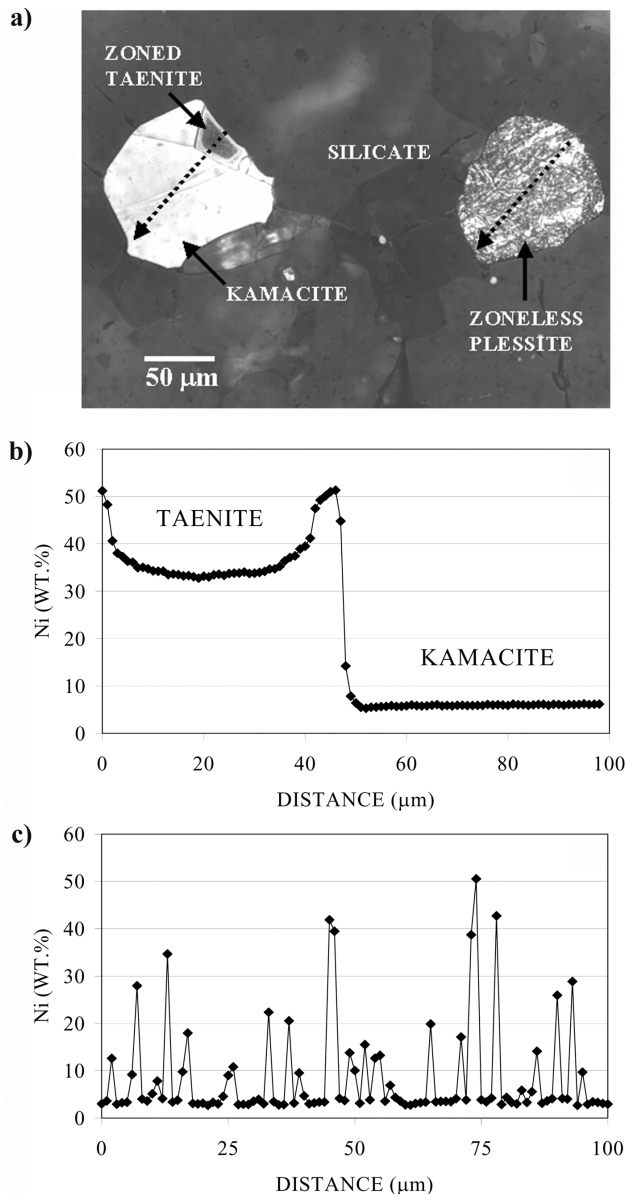 a)
ZONED
TAENITE
SILICATE
KAMACITE
ZONELESS
PLESSITE
50 µm
b)
60
50
40
30
20
10
0
Ni (WT.%)
TAENITE
KAMACITE
0 20 40 60 80 100
DISTANCE (µm)
c)
60
50
40
30
20
10
0
Ni (WT.%)
0 25 50 75 100
DISTANCE (µm)